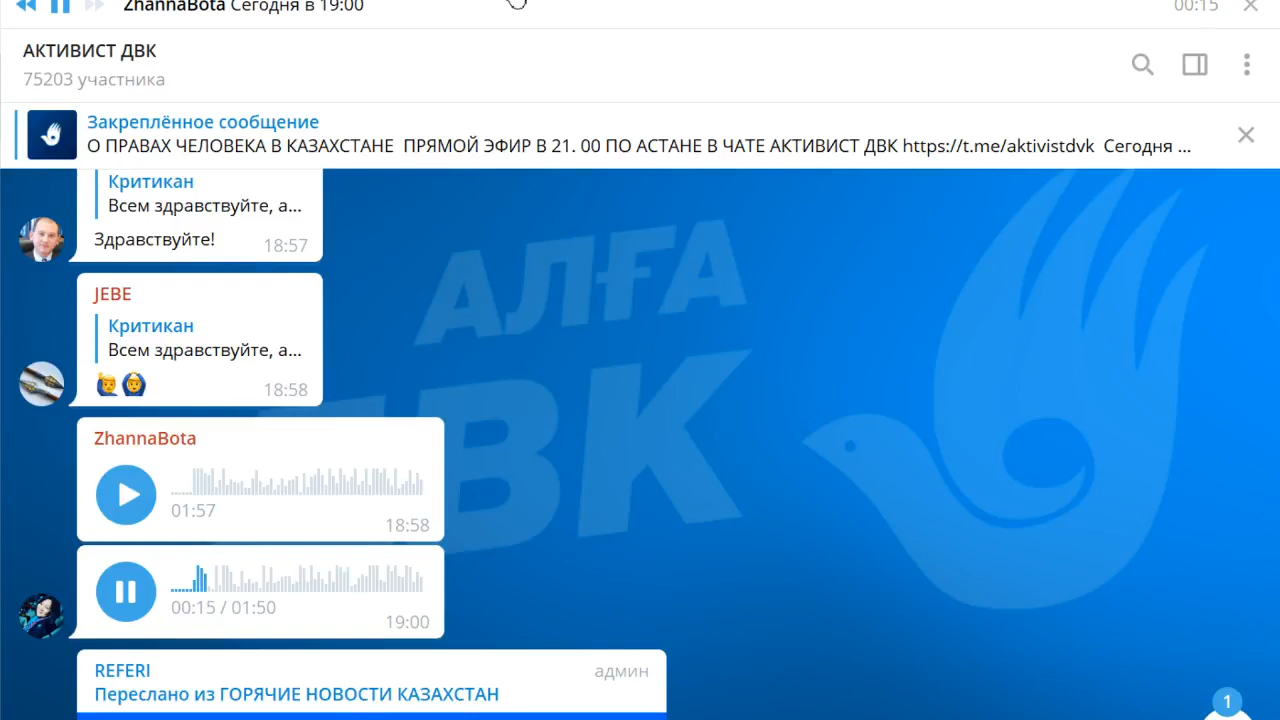 ZhannaBota Сегодня в 19:00
00:15
АКТИВИСТ ДВК
75203 участника
Закреплённое сообщение
О ПРАВАХ ЧЕЛОВЕКА В КАЗАХСТАНЕ ПРЯМОЙ ЭФИР В 21. 00 ПО АСТАНЕ В ЧАТЕ АКТИВИСТ ДВК https://t.me/aktivistdvk Сегодня ...
Критикан
Всем здравствуйте, а...
Здравствуйте!
18:57
JEBE
Критикан
Всем здравствуйте, а...
18:58
ZhannaBota
01:57
18:58
00:15 / 01:50
19:00
REFERI
админ
Переслано из ГОРЯЧИЕ НОВОСТИ КАЗАХСТАН
АЛҒА
ДВК
1